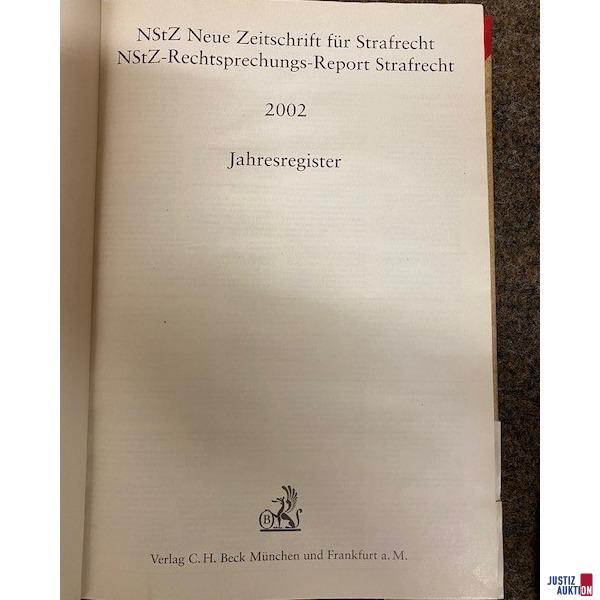 NStZ Neue Zeitschrift für Strafrecht
NStZ-Rechtsprechungs-Report Strafrecht
2002
Jahresregister
B
Verlag C. H. Beck München und Frankfurt a. M.
JUSTIZ
AUKTION